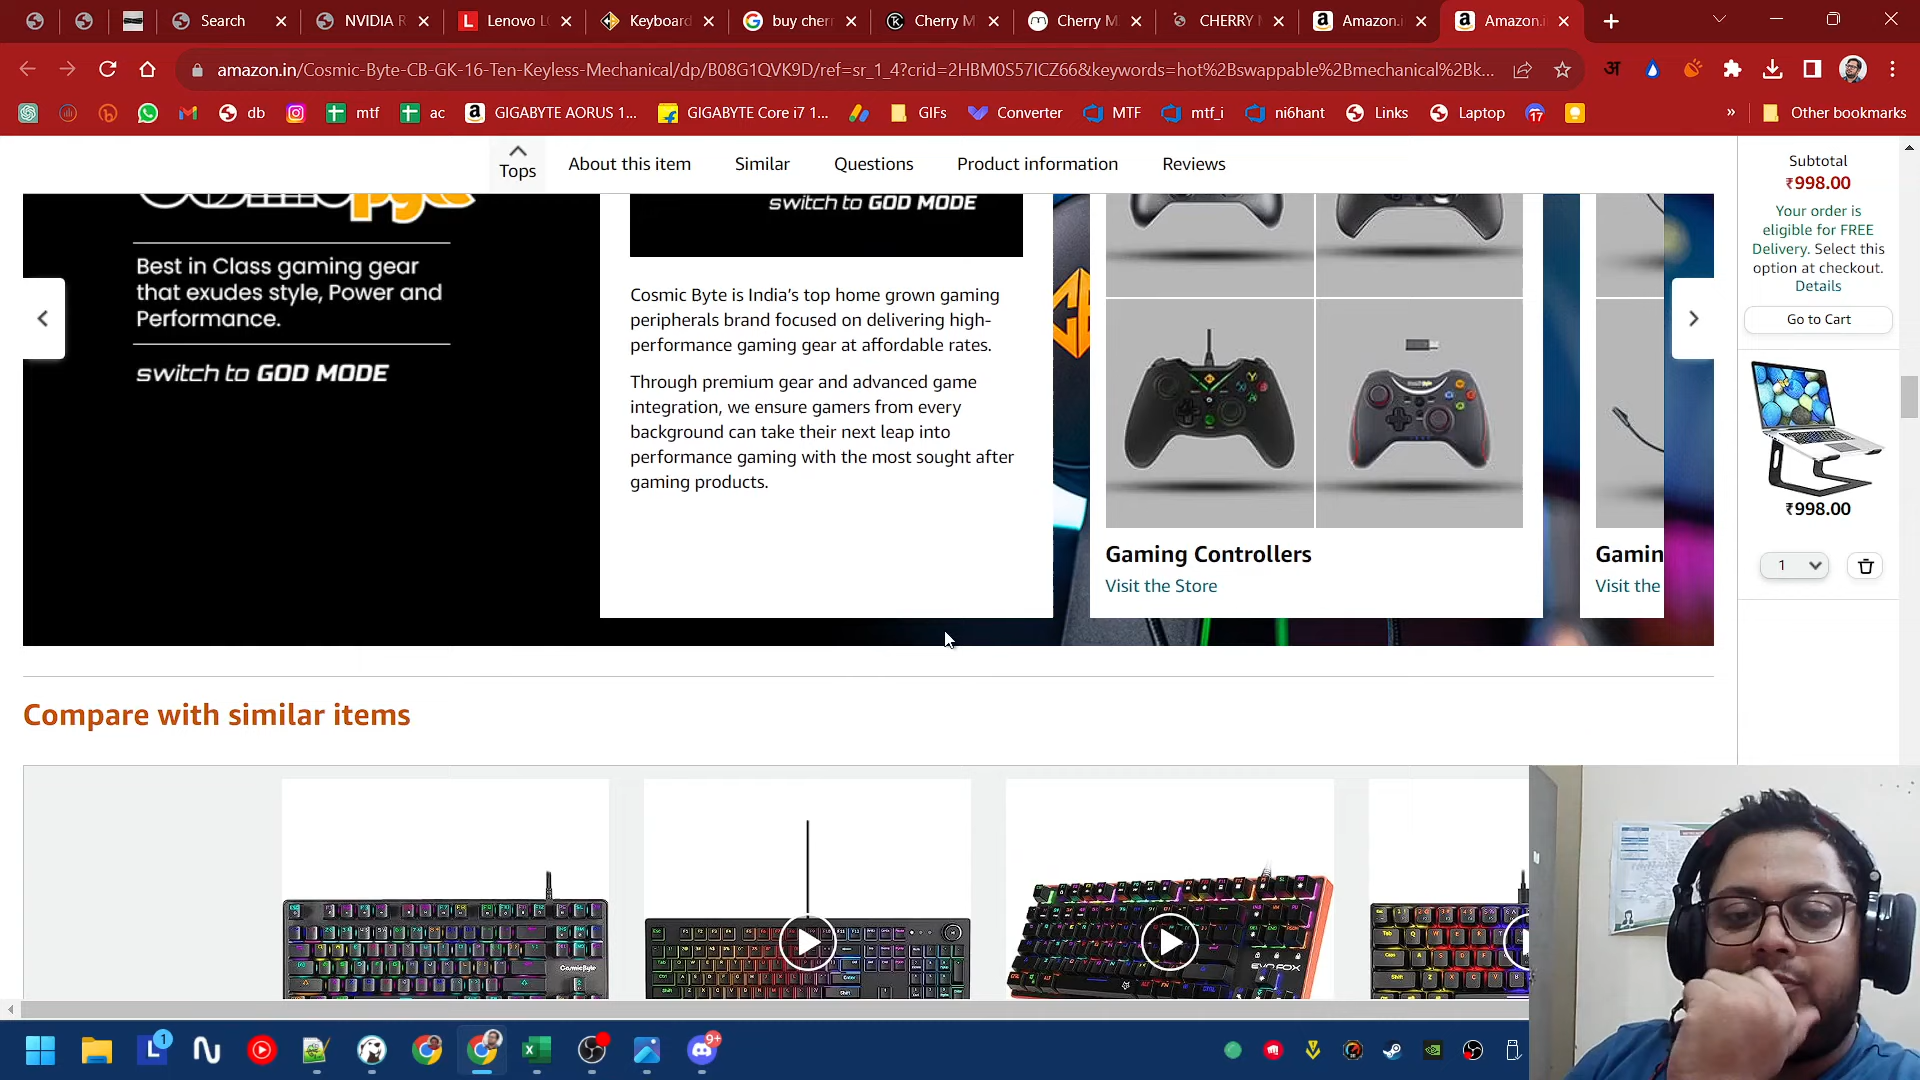 Search
NVIDIA R
Lenovo L
Keyboard
buy cher
Cherry M
Cherry M
CHERRY
Amazon.i
Amazon.i
amazon.in/Cosmic-Byte-CB-GK-16-Ten-Keyless-Mechanical/dp/B08G1QVK9D/ref=sr_1_4?crid=2HBM0S57ICZ66&keywords=hot%2Bswappable%2Bmechanical%2Bk...
db
mtf
ac
GIGABYTE AORUS 1...
GIGABYTE Core i7 1...
GIFs
Converter
MTF
mtf_i
ni6hant
Links
Laptop
17
»
Other bookmarks
Tops
About this item
Similar
Questions
Product information
Reviews
Best in Class gaming gear
that exudes style, Power and
Performance.
switch to GOD MODE
switch to GOD MODE
Cosmic Byte is India's top home grown gaming
peripherals brand focused on delivering high-
performance gaming gear at affordable rates.
Through premium gear and advanced game
integration, we ensure gamers from every
background can take their next leap into
performance gaming with the most sought after
gaming products.
Gaming Controllers
Visit the Store
Gamin
Visit the
Subtotal
₹998.00
Your order is
eligible for FREE
Delivery. Select this
option at checkout.
Details
Go to Cart
₹998.00
1
Compare with similar items
CosmicByte
EVOFOX
1
9+